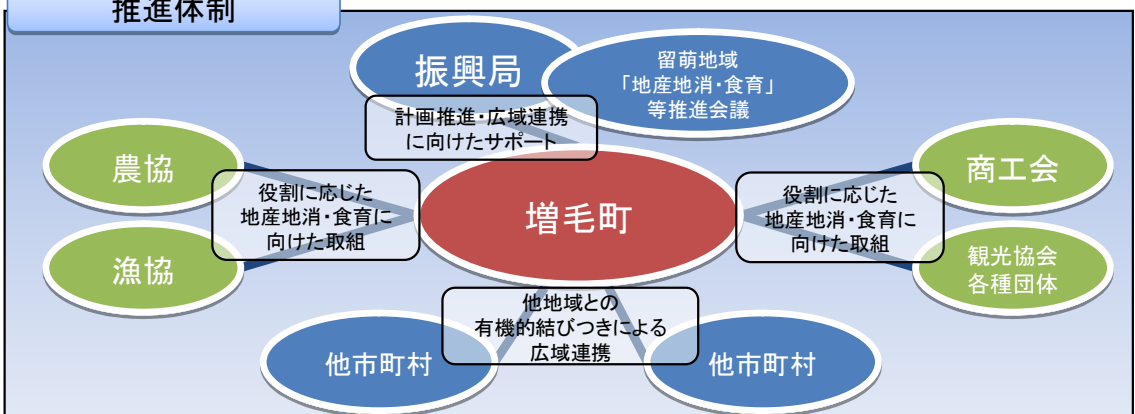 推進体制
振興局
留萌地域
「地産地消・食育」
等推進会議
計画推進・広域連携
に向けたサポート
農協
役割に応じた
地産地消・食育に
向けた取組
漁協
増毛町
商工会
役割に応じた
地産地消・食育に
向けた取組
観光協会
各種団体
他地域との
有機的結びつきによる
広域連携
他市町村
他市町村